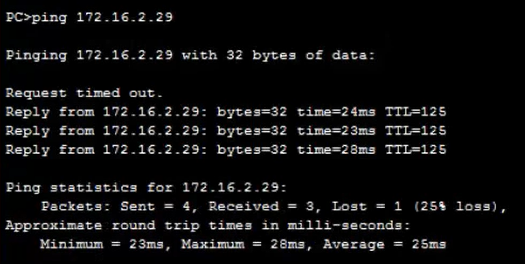 PC>ping 172.16.2.29
Pinging 172.16.2.29 with 32 bytes of data:
Request timed out.
Reply from 172.16.2.29: bytes=32 time=24ms TTL=125
Reply from 172.16.2.29: bytes=32 time=23ms TTL=125
Reply from 172.16.2.29: bytes=32 time=28ms TTL=125
Ping statistics for 172.16.2.29:
Packets: Sent = 4, Received = 3, Lost = 1 (25% loss),
Approximate round trip times in milli-seconds:
Minimum = 23ms, Maximum = 28ms, Average = 25ms